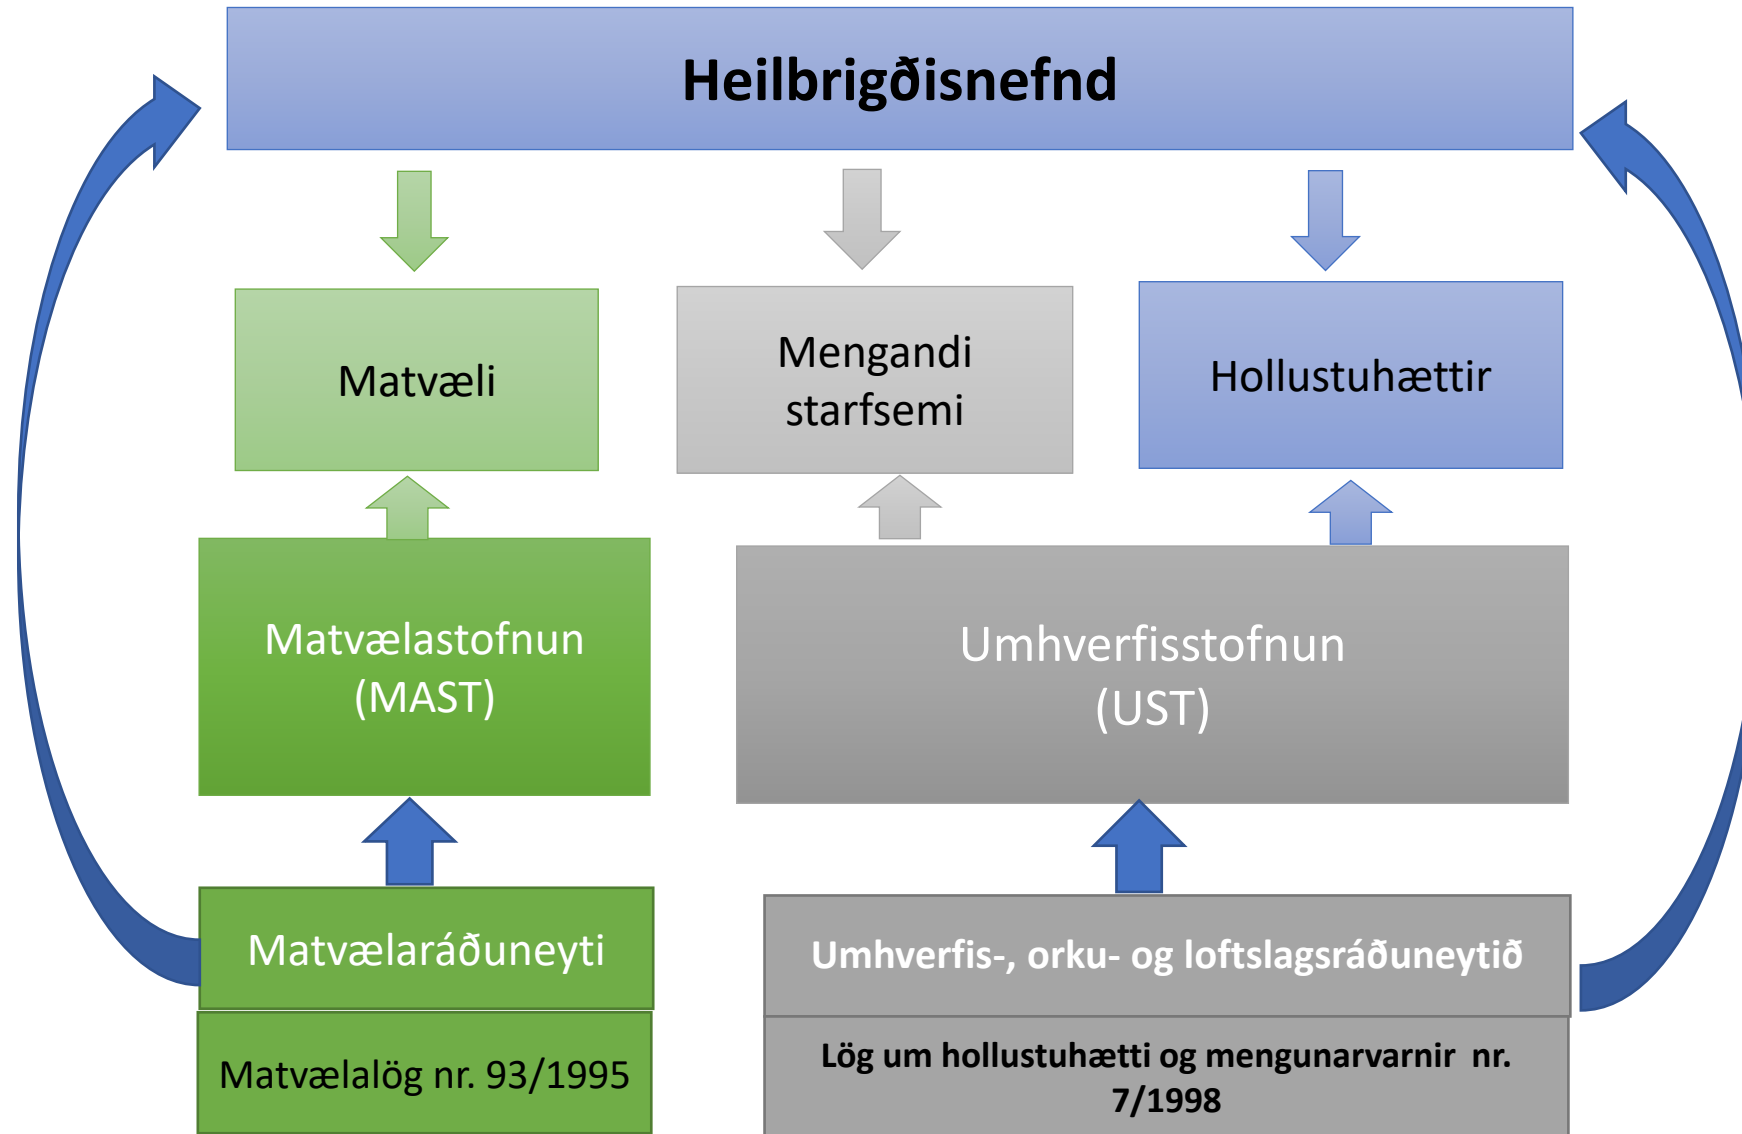 Heilbrigðisnefnd
Matvæli
Mengandi
starfsemi
Hollustuhættir
Matvælastofnun
(MAST)
Umhverfisstofnun
(UST)
Matvælaráðuneyti
Umhverfis-, orku- og loftslagsráðuneytið
Matvælalög nr. 93/1995
Lög um hollustuhætti og mengunarvarnir  nr.
7/1998